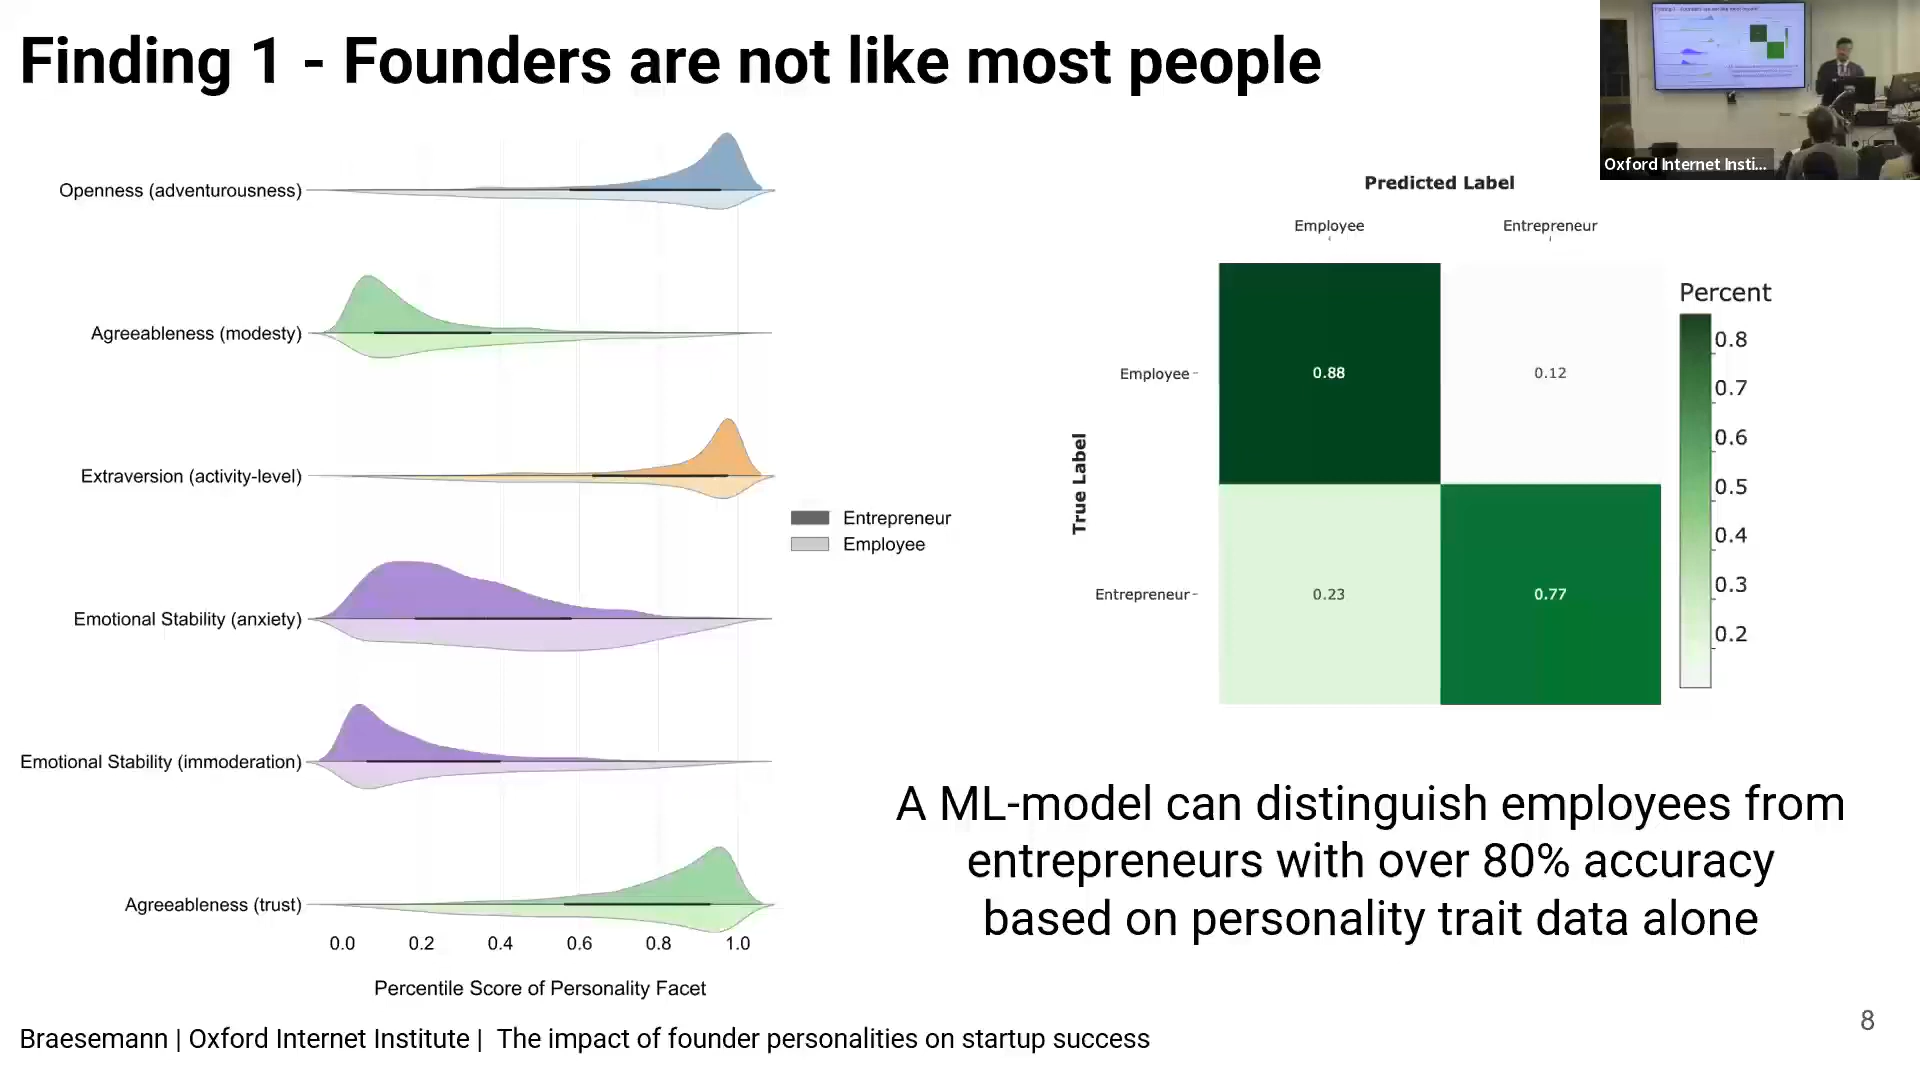 Finding 1 - Founders are not like most people
Oxford Internet Insti...
Openness (adventurousness)
Agreeableness (modesty)
Extraversion (activity-level)
Emotional Stability (anxiety)
Emotional Stability (immoderation)
Agreeableness (trust)
0.0 0.2 0.4 0.6 0.8 1.0
Percentile Score of Personality Facet
Entrepreneur
Employee
Predicted Label
Employee Entrepreneur
True Label
Employee
0.88 0.12
Entrepreneur
0.23 0.77
Percent
0.8
0.7
0.6
0.5
0.4
0.3
0.2
A ML-model can distinguish employees from
entrepreneurs with over 80% accuracy
based on personality trait data alone
Braesemann | Oxford Internet Institute | The impact of founder personalities on startup success
8